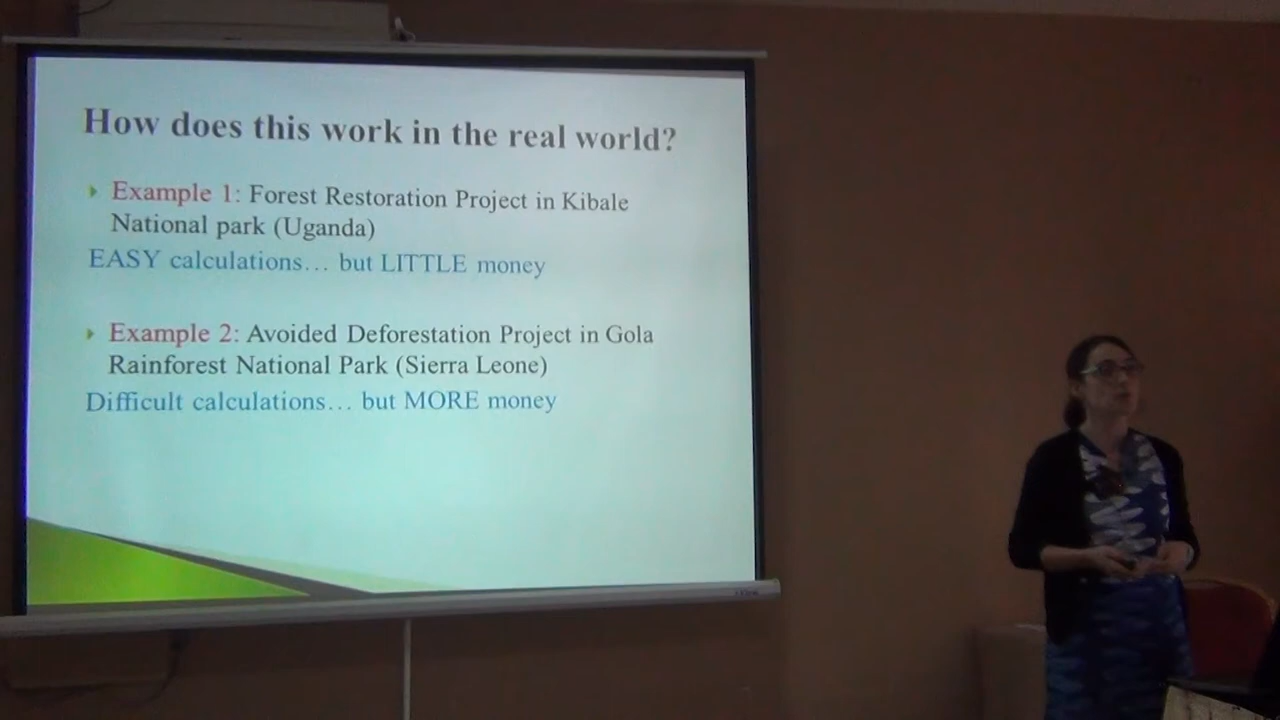 How does this work in the real world?
Example 1: Forest Restoration Project in Kibale
National park (Uganda)
EASY calculations... but LITTLE money
Example 2: Avoided Deforestation Project in Gola
Rainforest National Park (Sierra Leone)
Difficult calculations... but MORE money